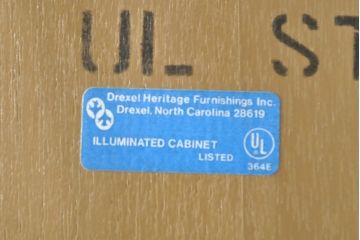 UL ST
Drexel Heritage Furnishings Inc.
Drexel, North Carolina 28619
ILLUMINATED CABINET
LISTED
UL
364E